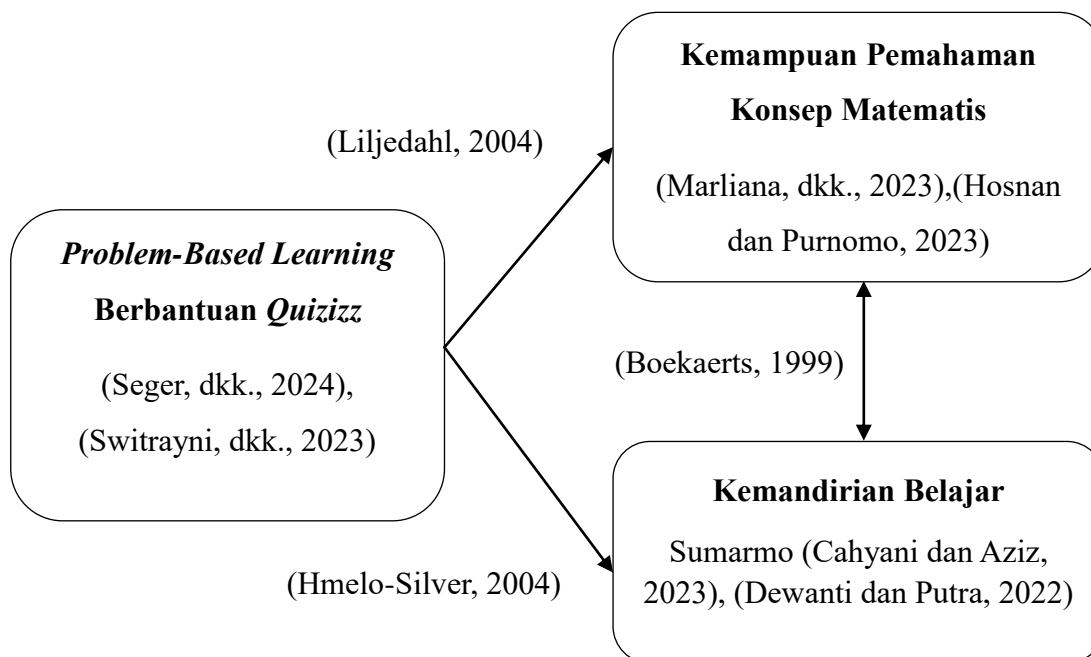 Kemampuan Pemahaman
Konsep Matematis
(Marliana, dkk., 2023),(Hosnan
dan Purnomo, 2023)
(Liljedahl, 2004)
Problem-Based Learning
Berbantuan Quizizz
(Seger, dkk., 2024),
(Switrayni, dkk., 2023)
(Boekaerts, 1999)
(Hmelo-Silver, 2004)
Kemandirian Belajar
Sumarmo (Cahyani dan Aziz,
2023), (Dewanti dan Putra, 2022)